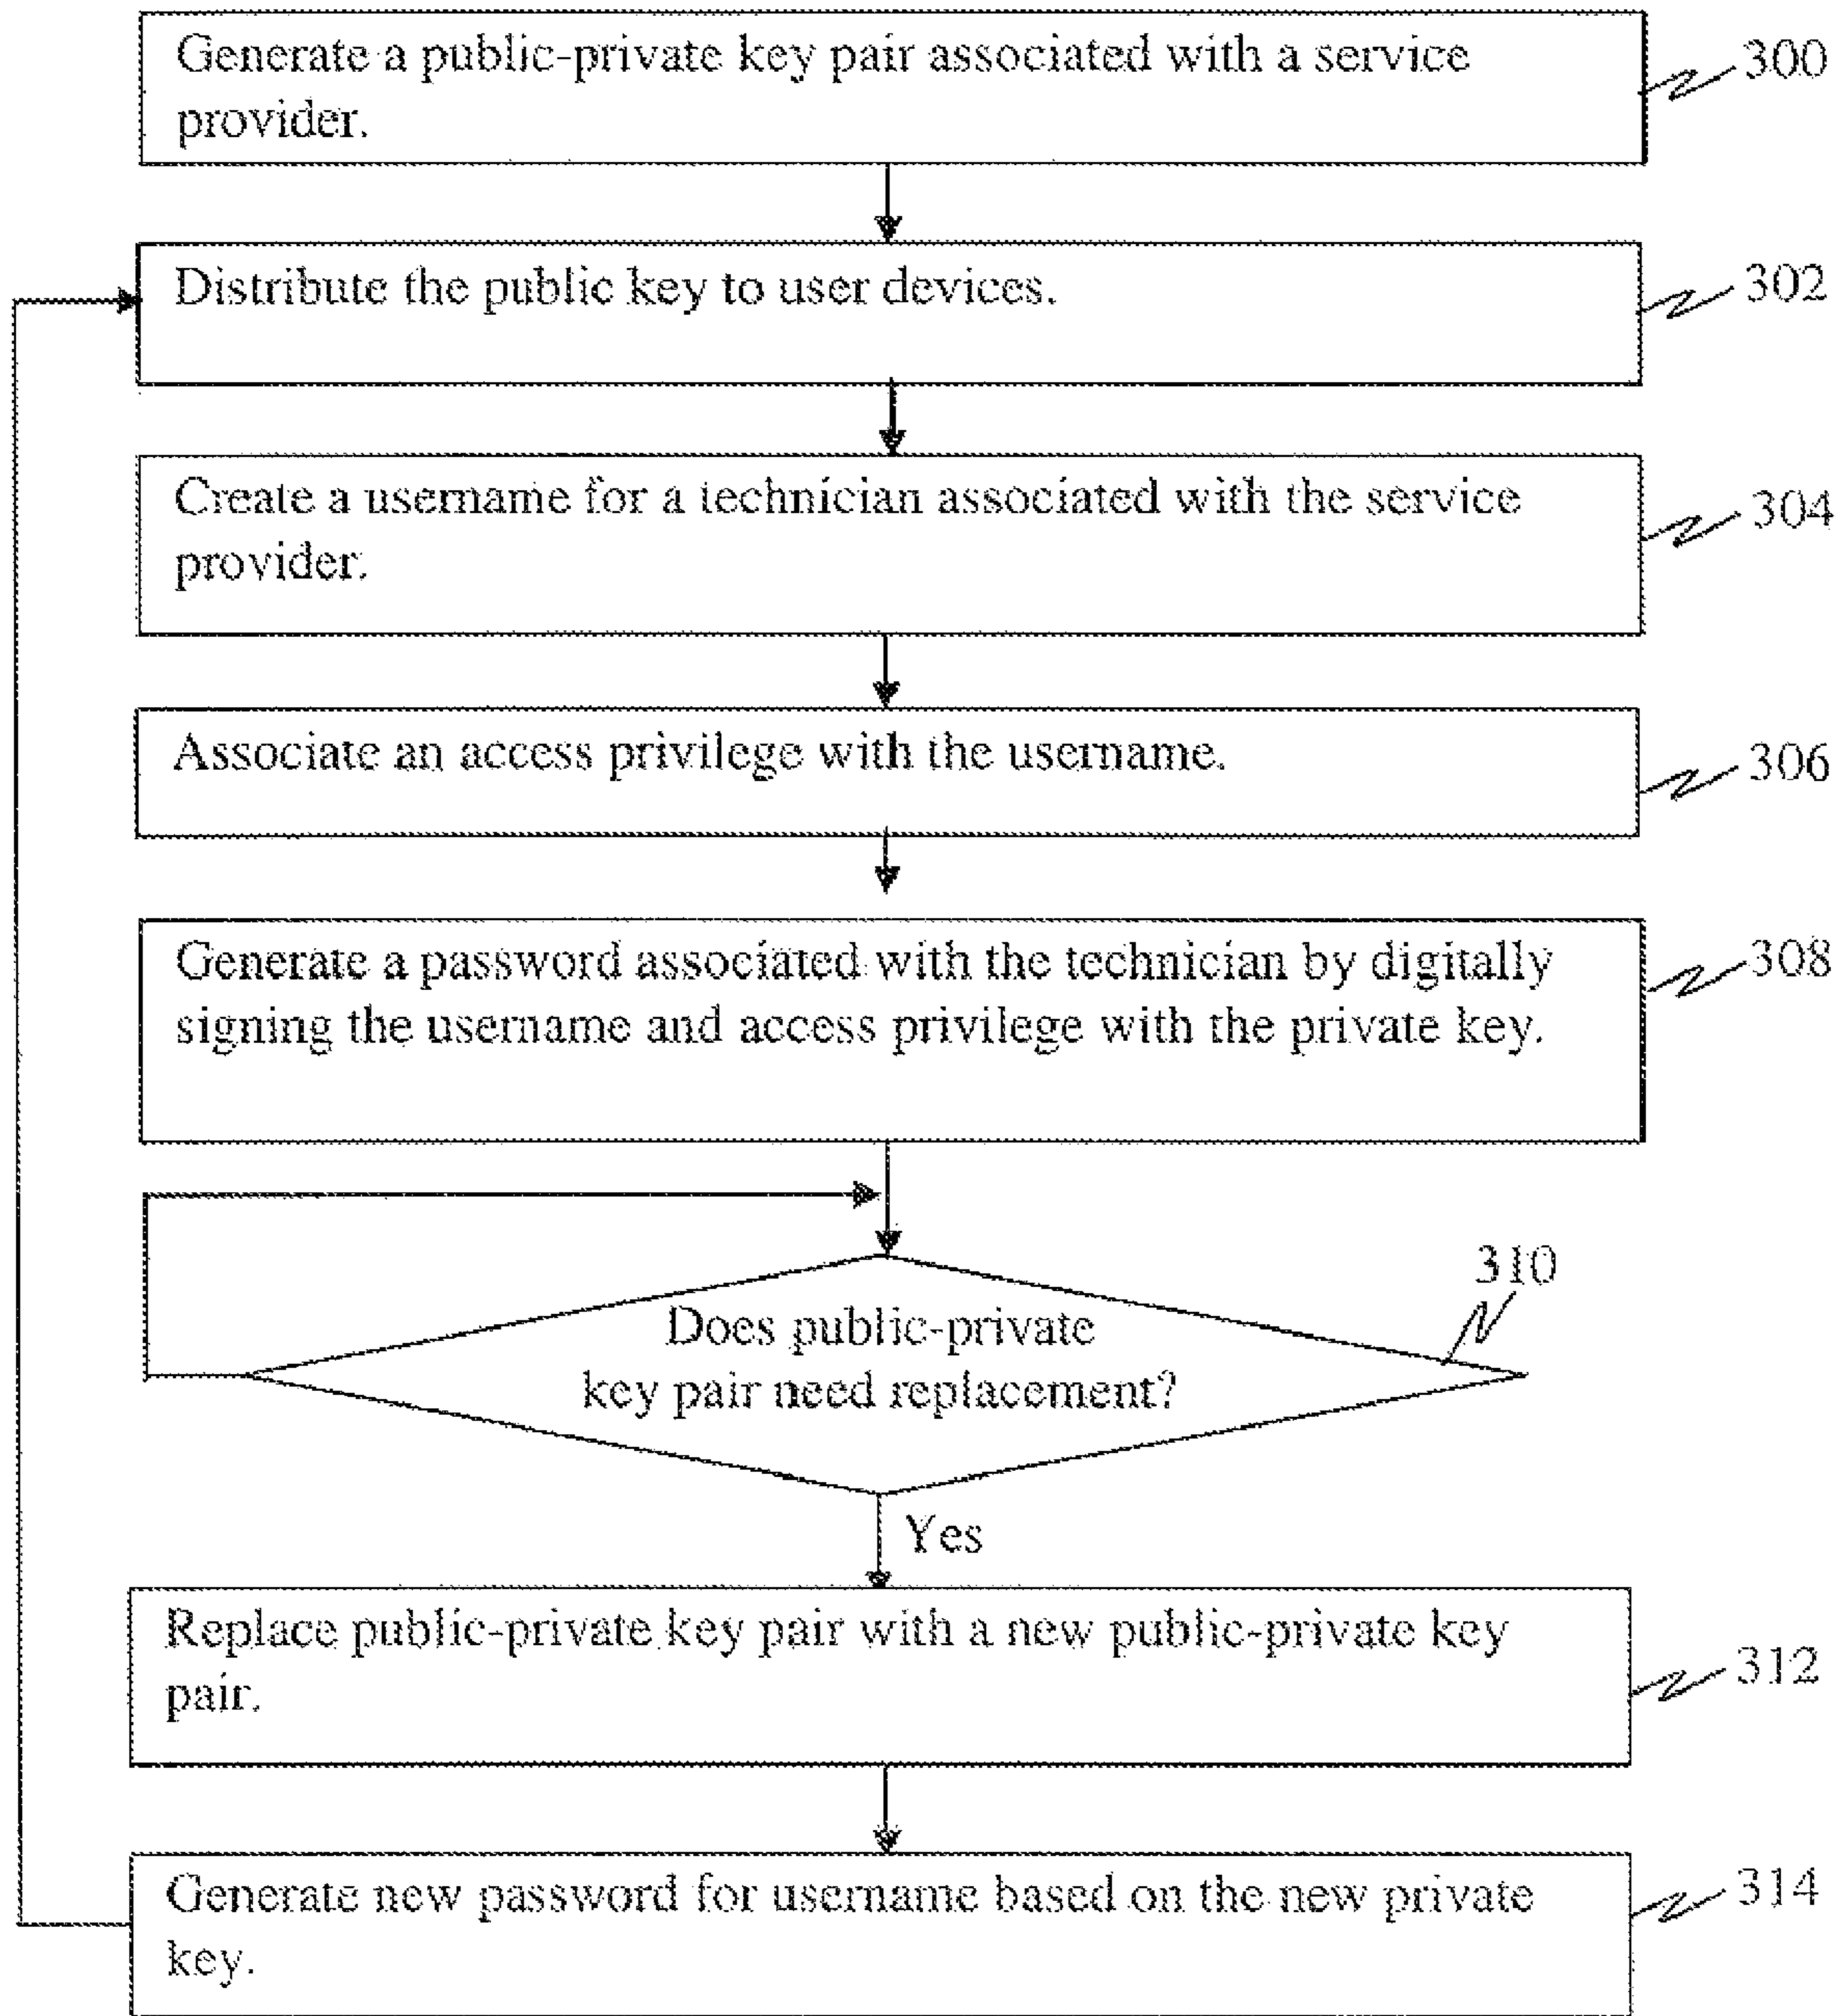 Generate a public-private key pair associated with a service
provider.
300
Distribute the public key to user devices.
302
Create a username for a technician associated with the service
provider.
304
Associate an access privilege with the username.
306
Generate a password associated with the technician by digitally
signing the username and access privilege with the private key.
308
310
Does public-private
key pair need replacement?
Yes
Replace public-private key pair with a new public-private key
pair.
312
Generate new password for username based on the new private
key.
314